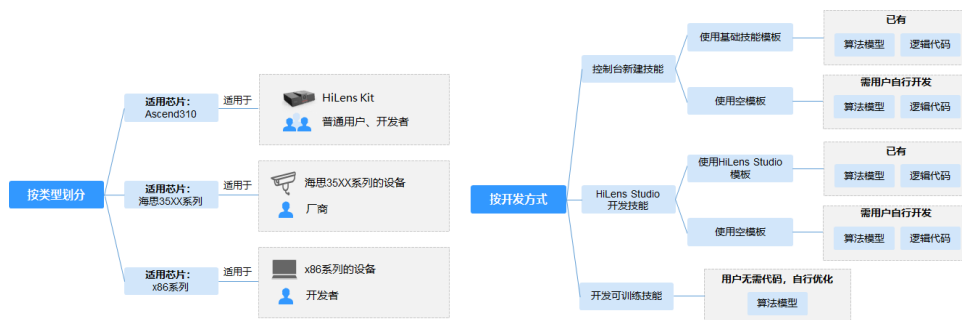 按类型划分
适用芯片：
Ascend310
适用于
HiLens Kit
普通用户、开发者
适用芯片：
海思35XX系列
适用于
海思35XX系列的设备
厂商
适用芯片：
x86系列
适用于
x86系列的设备
开发者
按开发方式
控制台新建技能
使用基础技能模板
已有
算法模型
逻辑代码
使用空模板
需用户自行开发
算法模型
逻辑代码
HiLens Studio
开发技能
使用HiLens Studio
模板
已有
算法模型
逻辑代码
使用空模板
需用户自行开发
算法模型
逻辑代码
开发可训练技能
用户无需代码，自行优化
算法模型